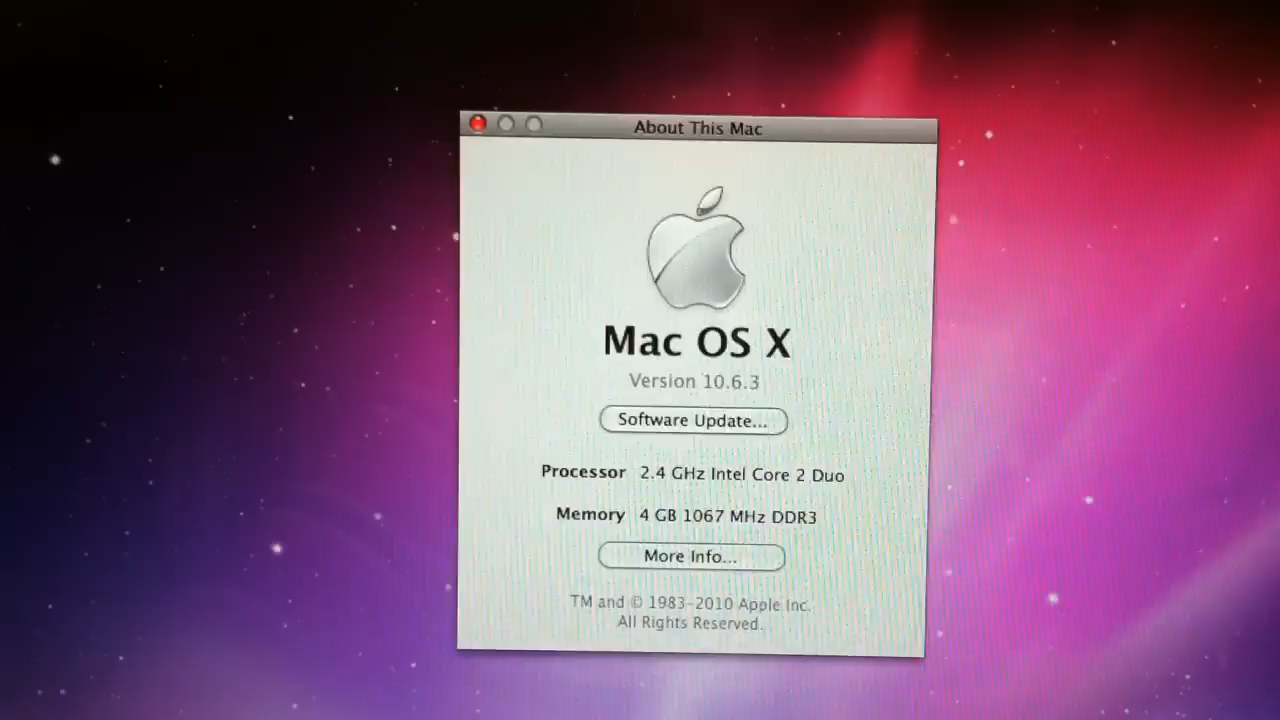 About This Mac
Mac OS X
Version 10.6.3
Software Update...
Processor 2.4 GHz Intel Core 2 Duo
Memory 4 GB 1067 MHz DDR3
More Info...
TM and © 1983-2010 Apple Inc.
All Rights Reserved.